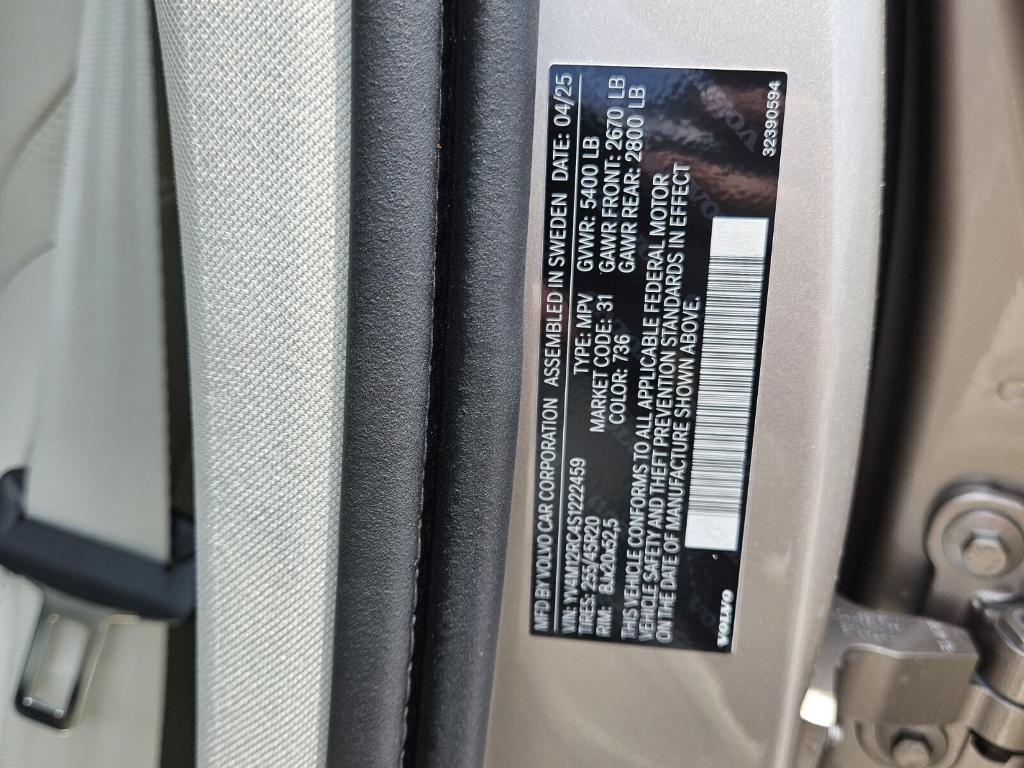 MFD BY VOLVO CAR CORPORATION ASSEMBLED IN SWEDEN DATE: 04/25
VIN: YV4M12RC4S1222459 TYPE: MPV GVWR: 5400 LB
TIRES: 255/45R20 MARKET CODE: 31 GAWR FRONT: 2670 LB
RIM: 8Jx20x52,5 COLOR: 736 GAWR REAR: 2800 LB
THIS VEHICLE CONFORMS TO ALL APPLICABLE FEDERAL MOTOR
VEHICLE SAFETY AND THEFT PREVENTION STANDARDS IN EFFECT
ON THE DATE OF MANUFACTURE SHOWN ABOVE.
VOLVO 32390594